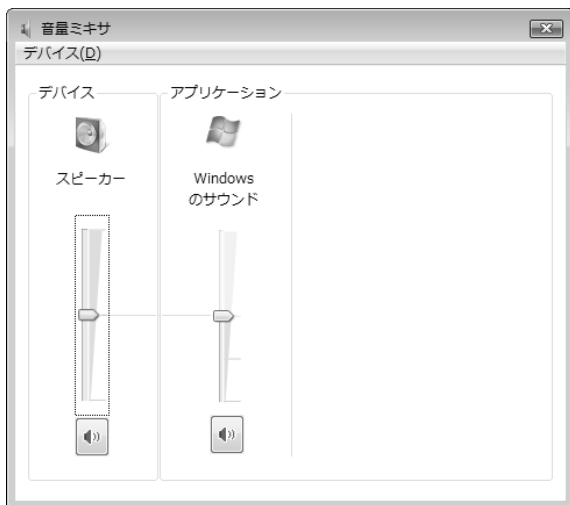 音量ミキサ
デバイス(D)
デバイス
アプリケーション
スピーカー
Windows
のサウンド